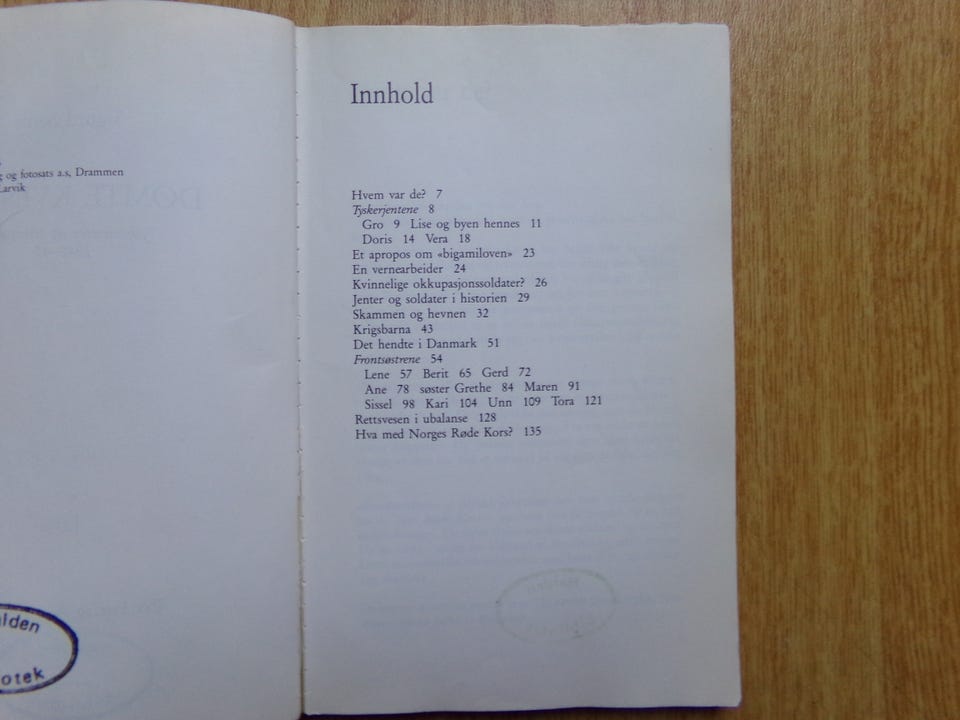 g og fotosats a.s, Drammen
Larvik
lden
otek
Innhold
Hvem var de? 7
Tyskerjentene 8
Gro 9 Lise og byen hennes 11
Doris 14 Vera 18
Et apropos om «bigamiloven» 23
En vernearbeider 24
Kvinnelige okkupasjonssoldater? 26
Jenter og soldater i historien 29
Skammen og hevnen 32
Krigsbarna 43
Det hendte i Danmark 51
Frontsøstrene 54
Lene 57 Berit 65 Gerd 72
Ane 78 søster Grethe 84 Maren 91
Sissel 98 Kari 104 Unn 109 Tora 121
Rettsvesen i ubalanse 128
Hva med Norges Røde Kors? 135